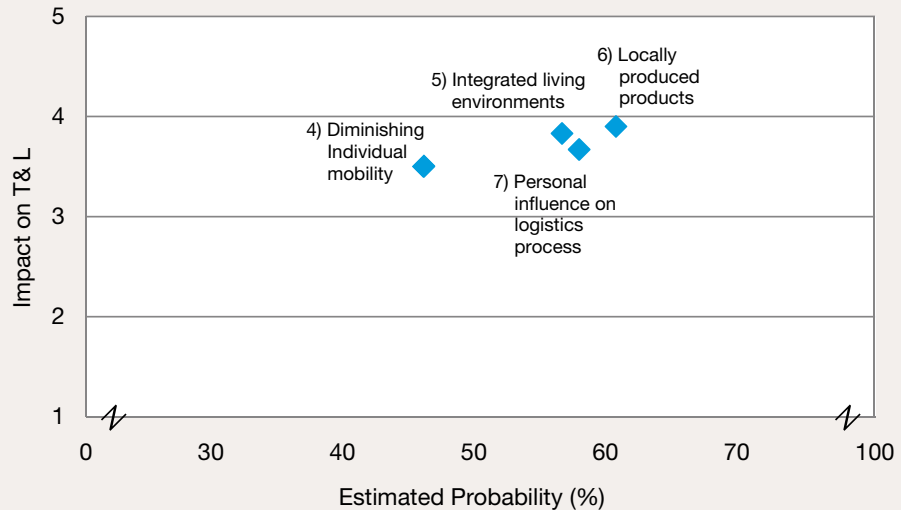 5
6) Locally
produced
products
5) Integrated living
environments
4
4) Diminishing
Individual
mobility
7) Personal
influence on
logistics
process
3
2
1
Impact on T& L
0 30 40 50 60 70 100
Estimated Probability (%)